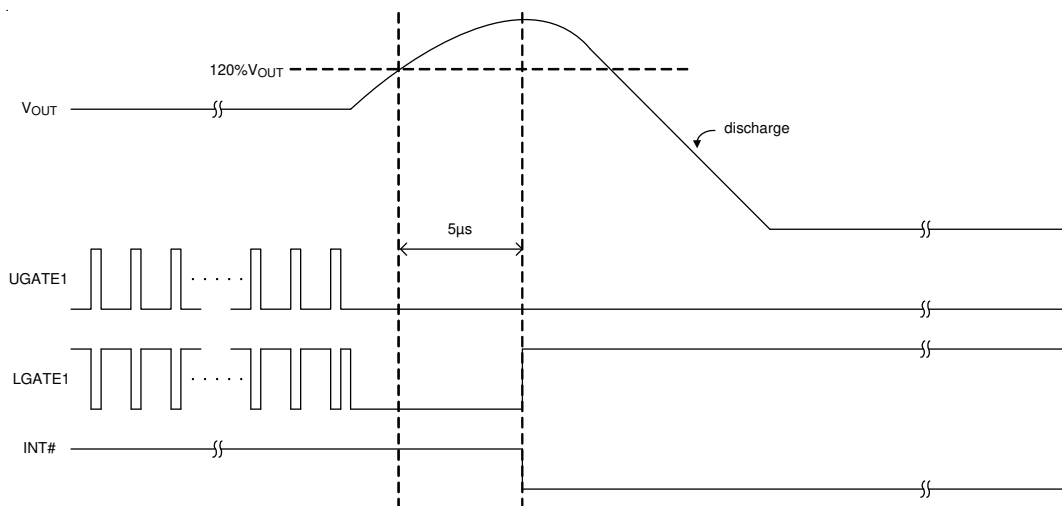 120%VOUT
VOUT
discharge
5μs
UGATE1
LGATE1
INT#